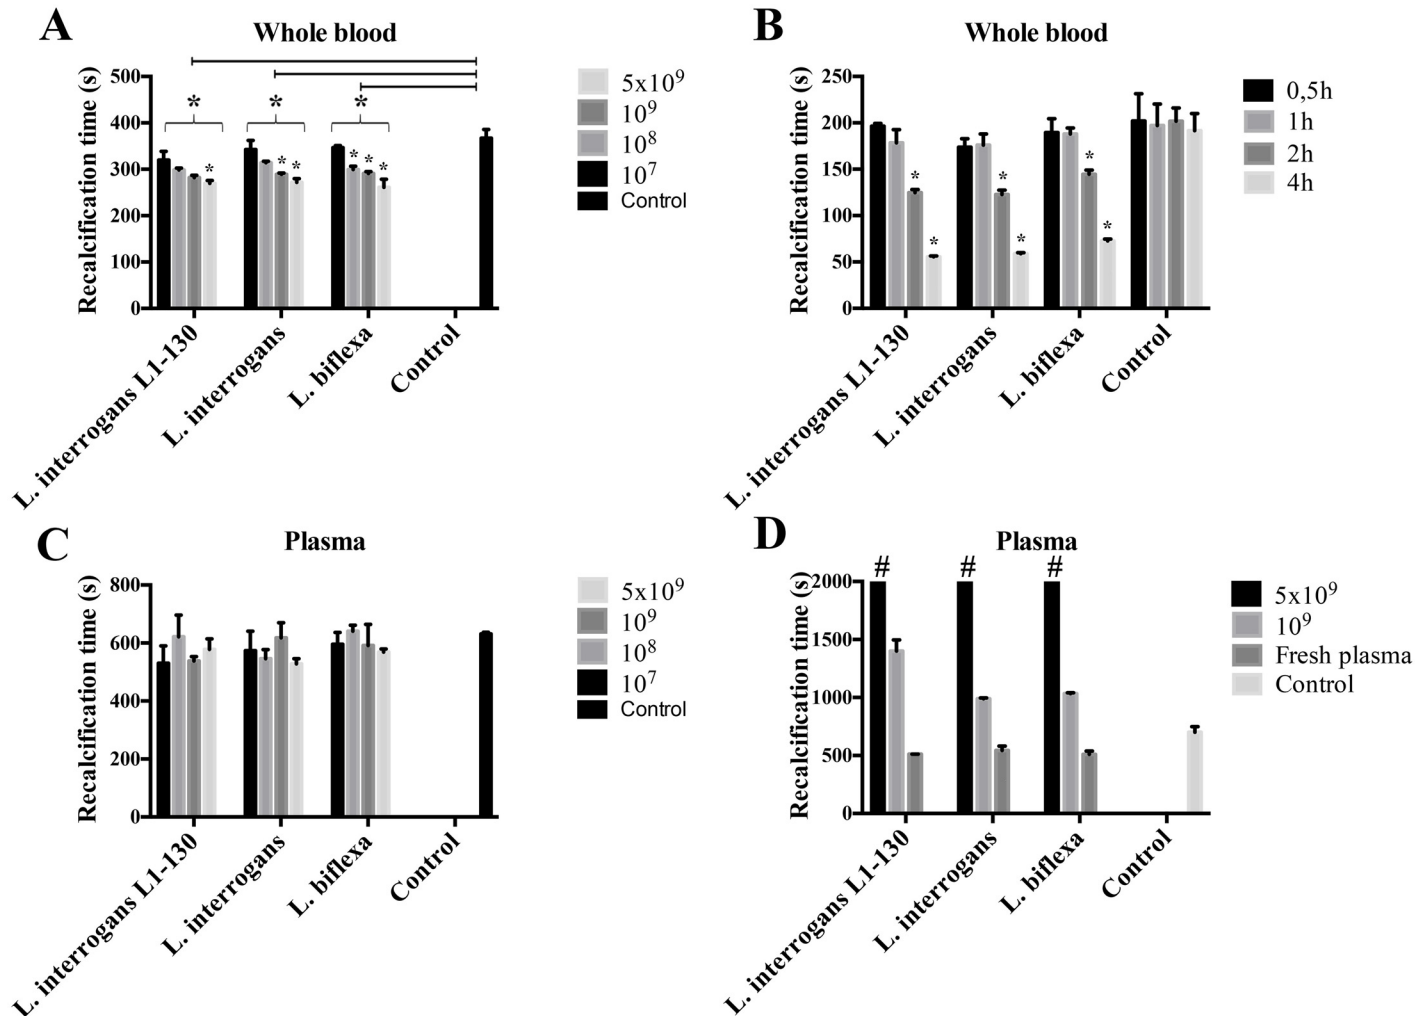 A
Whole blood
Recalcification time (s)
500
400
300
200
100
0
*
*
*
*
*
*
*
*
*
5x10⁹
10⁹
10⁸
10⁷
Control
L. interrogans L1-130
L. interrogans
L. biflexa
Control
B
Whole blood
Recalcification time (s)
250
200
150
100
50
0
*
*
*
*
*
*
0,5h
1h
2h
4h
L. interrogans L1-130
L. interrogans
L. biflexa
Control
C
Plasma
Recalcification time (s)
800
600
400
200
0
5x10⁹
10⁹
10⁸
10⁷
Control
L. interrogans L1-130
L. interrogans
L. biflexa
Control
D
Plasma
Recalcification time (s)
2000
1500
1000
500
0
# # #
5x10⁹
10⁹
Fresh plasma
Control
L. interrogans L1-130
L. interrogans
L. biflexa
Control